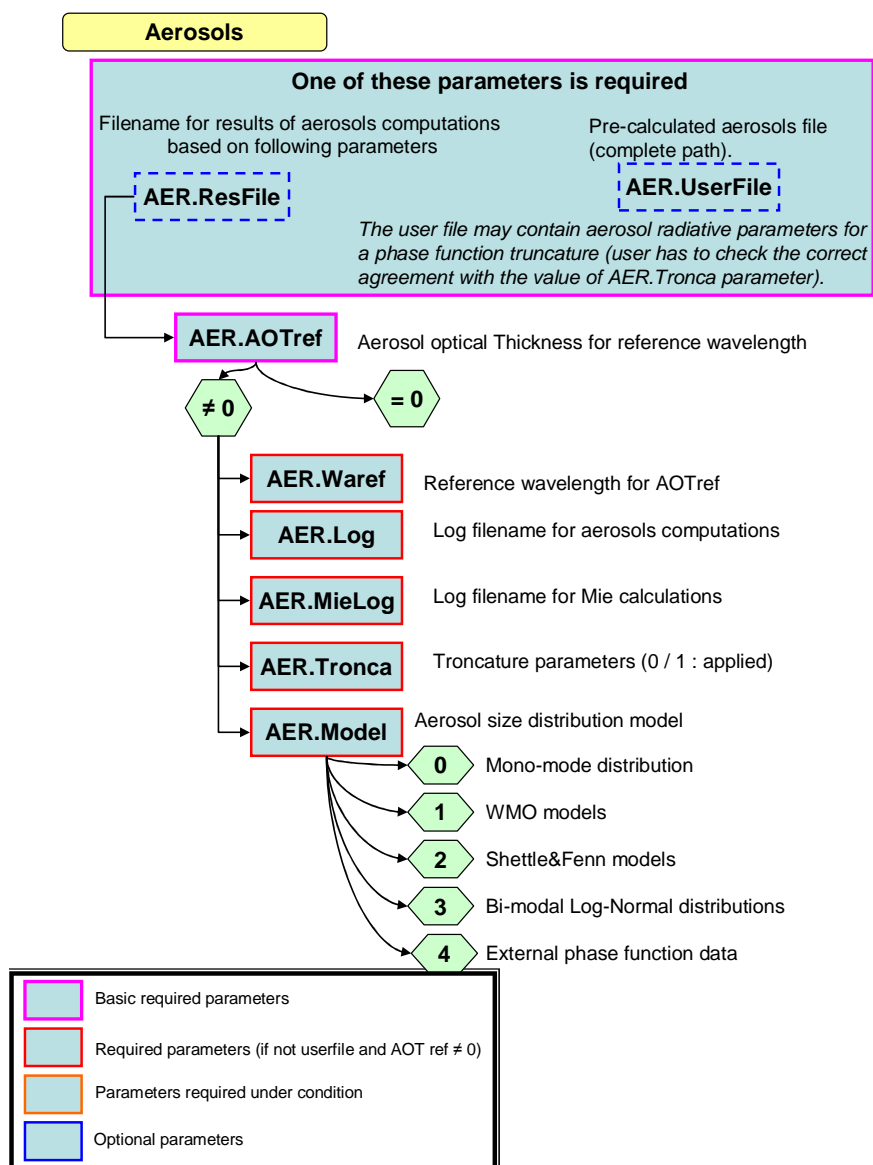 Aerosols
One of these parameters is required
Filename for results of aerosols computations
based on following parameters
AER.ResFile
Pre-calculated aerosols file
(complete path).
AER.UserFile
The user file may contain aerosol radiative parameters for
a phase function truncature (user has to check the correct
agreement with the value of AER.Tronca parameter).
AER.AOTref
Aerosol optical Thickness for reference wavelength
≠ 0
= 0
AER.Waref
Reference wavelength for AOTref
AER.Log
Log filename for aerosols computations
AER.MieLog
Log filename for Mie calculations
AER.Tronca
Troncature parameters (0 / 1 : applied)
AER.Model
Aerosol size distribution model
0
Mono-mode distribution
1
WMO models
2
Shettle&Fenn models
3
Bi-modal Log-Normal distributions
4
External phase function data
Basic required parameters
Required parameters (if not userfile and AOT ref ≠ 0)
Parameters required under condition
Optional parameters